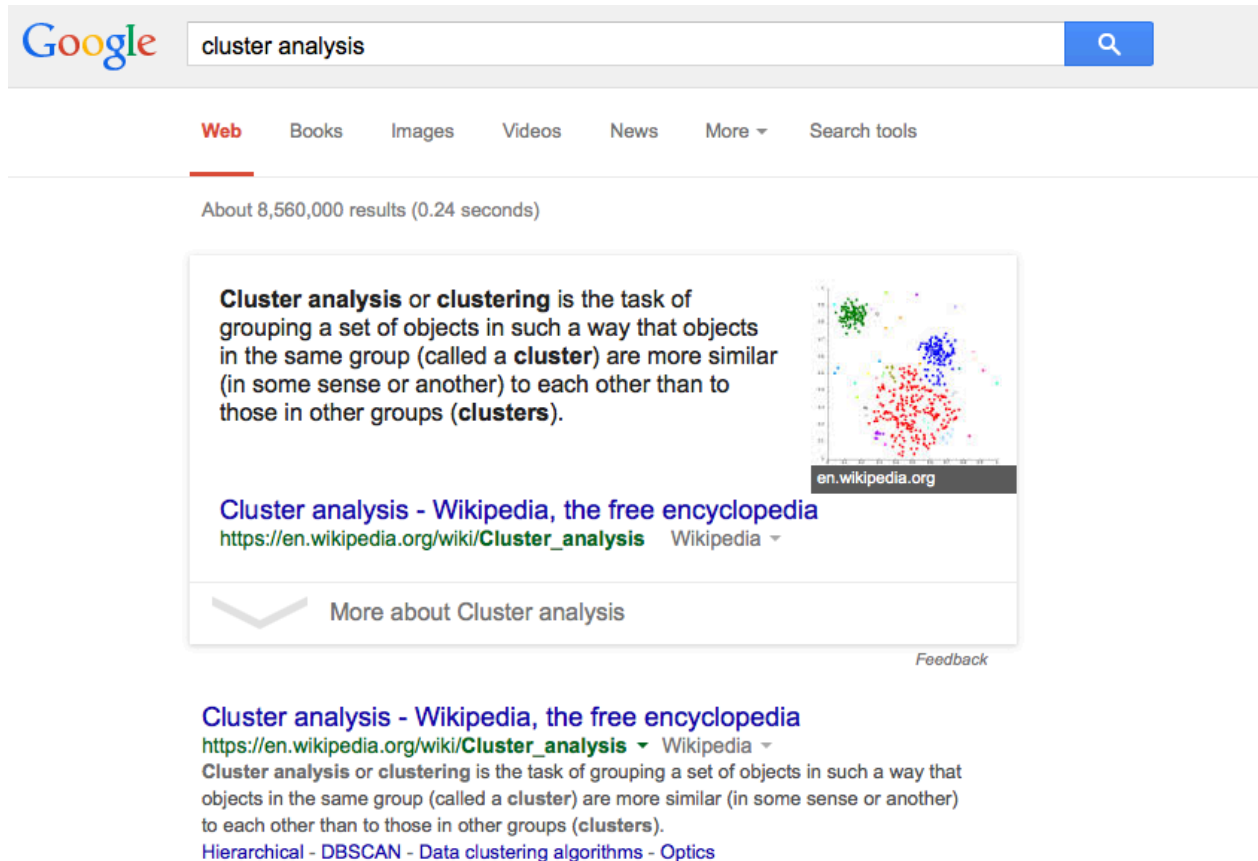 Google
cluster analysis
Web Books Images Videos News More Search tools
About 8,560,000 results (0.24 seconds)
Cluster analysis or clustering is the task of
grouping a set of objects in such a way that objects
in the same group (called a cluster) are more similar
(in some sense or another) to each other than to
those in other groups (clusters).
en.wikipedia.org
Cluster analysis - Wikipedia, the free encyclopedia
https://en.wikipedia.org/wiki/Cluster_analysis Wikipedia
More about Cluster analysis
Feedback
Cluster analysis - Wikipedia, the free encyclopedia
https://en.wikipedia.org/wiki/Cluster_analysis Wikipedia
Cluster analysis or clustering is the task of grouping a set of objects in such a way that
objects in the same group (called a cluster) are more similar (in some sense or another)
to each other than to those in other groups (clusters).
Hierarchical - DBSCAN - Data clustering algorithms - Optics